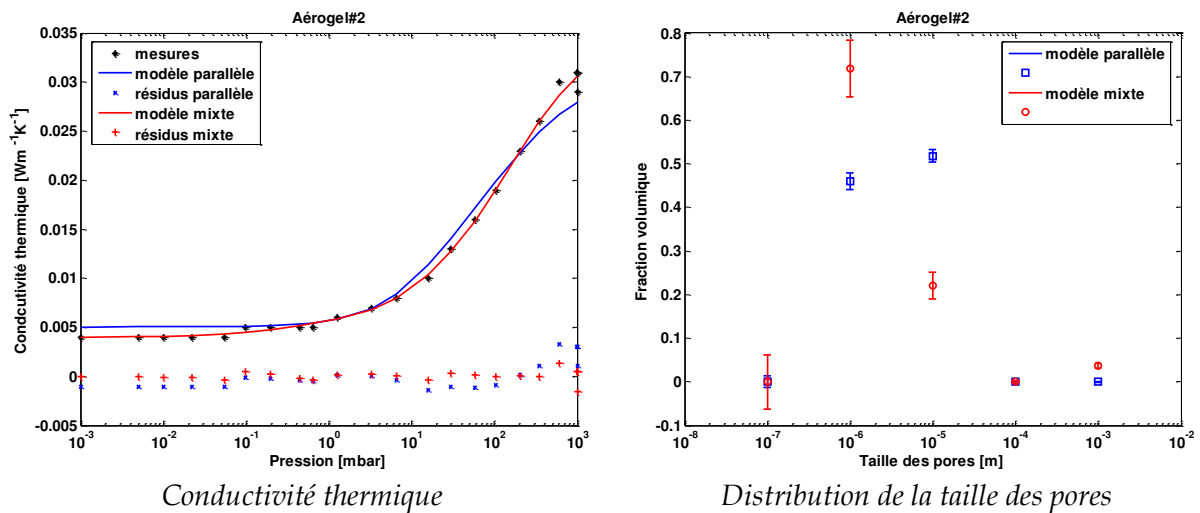 Aérogel#2
0.035
0.03
0.025
0.02
0.015
0.01
0.005
0
-0.005
Condcutivité thermique [Wm -1K-1]
mesures
modèle parallèle
résidus parallèle
modèle mixte
résidus mixte
10-3
10-2
10-1
100
101
102
103
Pression [mbar]
Conductivité thermique
Aérogel#2
0.8
0.7
0.6
0.5
0.4
0.3
0.2
0.1
0
-0.1
Fraction volumique
modèle parallèle
modèle mixte
10-8
10-7
10-6
10-5
10-4
10-3
10-2
Taille des pores [m]
Distribution de la taille des pores